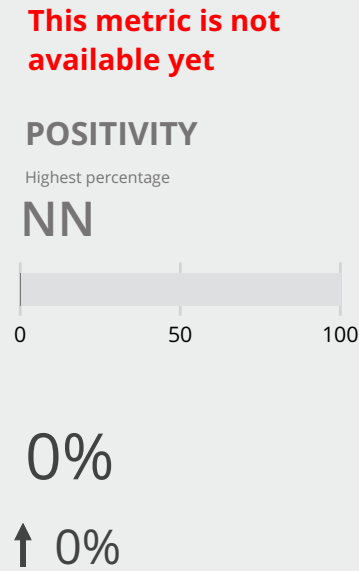 This metric is not
available yet
POSITIVITY
Highest percentage
NN
0 50 100
0%
0%